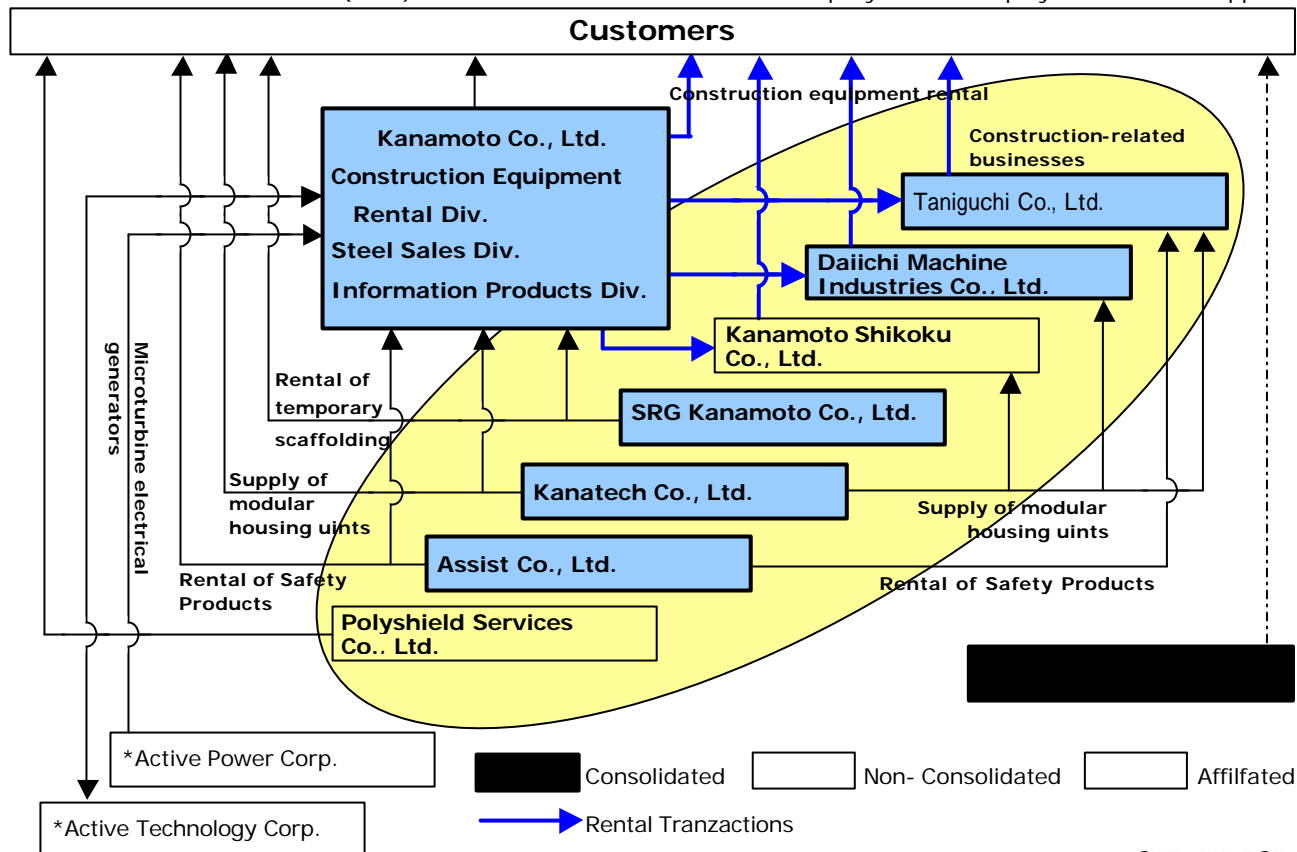 Customers
Construction equipment rental
Kanamoto Co., Ltd.
Construction Equipment
Rental Div.
Steel Sales Div.
Information Products Div.
Construction-related
businesses
Taniguchi Co., Ltd.
Daiichi Machine
Industries Co., Ltd.
Kanamoto Shikoku
Co., Ltd.
Microturbine electrical
generators
Rental of
temporary
scaffolding
SRG Kanamoto Co., Ltd.
Supply of
modular
housing uints
Kanatech Co., Ltd.
Supply of modular
housing uints
Assist Co., Ltd.
Rental of Safety
Products
Rental of Safety Products
Polyshield Services
Co., Ltd.
*Active Power Corp.
Consolidated
Non- Consolidated
Affilfated
*Active Technology Corp.
Rental Tranzactions